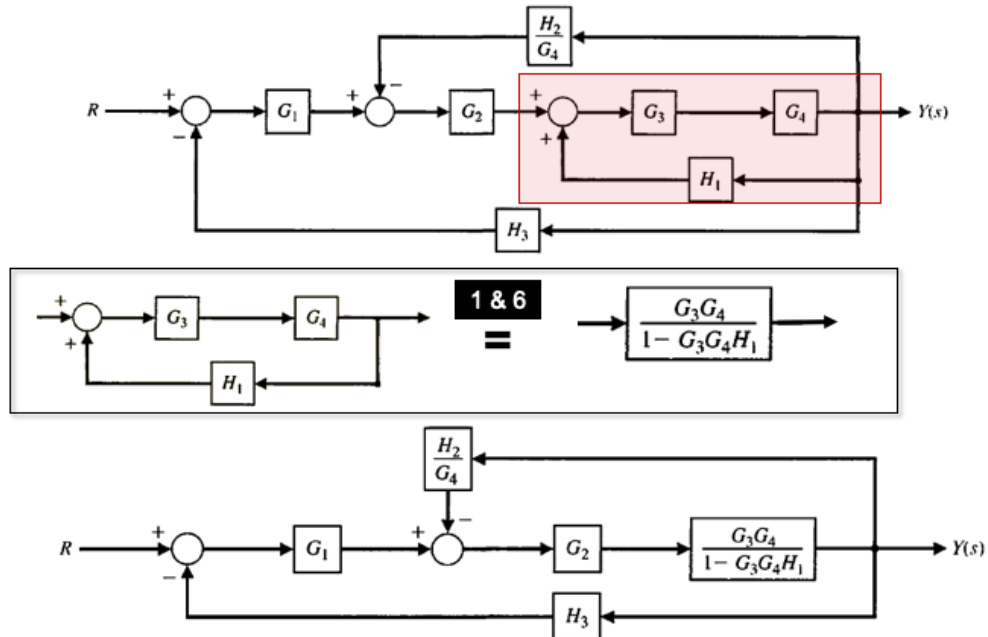 H₂
G₄
+ − + +
R G₁ G₂ G₃ G₄ Y(s)
− +
H₁
H₃
1 & 6
+ G₃ G₄ = G₃G₄
1− G₃G₄H₁
+
H₁
H₂
G₄
+ + −
R G₁ G₂ G₃G₄ Y(s)
1− G₃G₄H₁
−
H₃